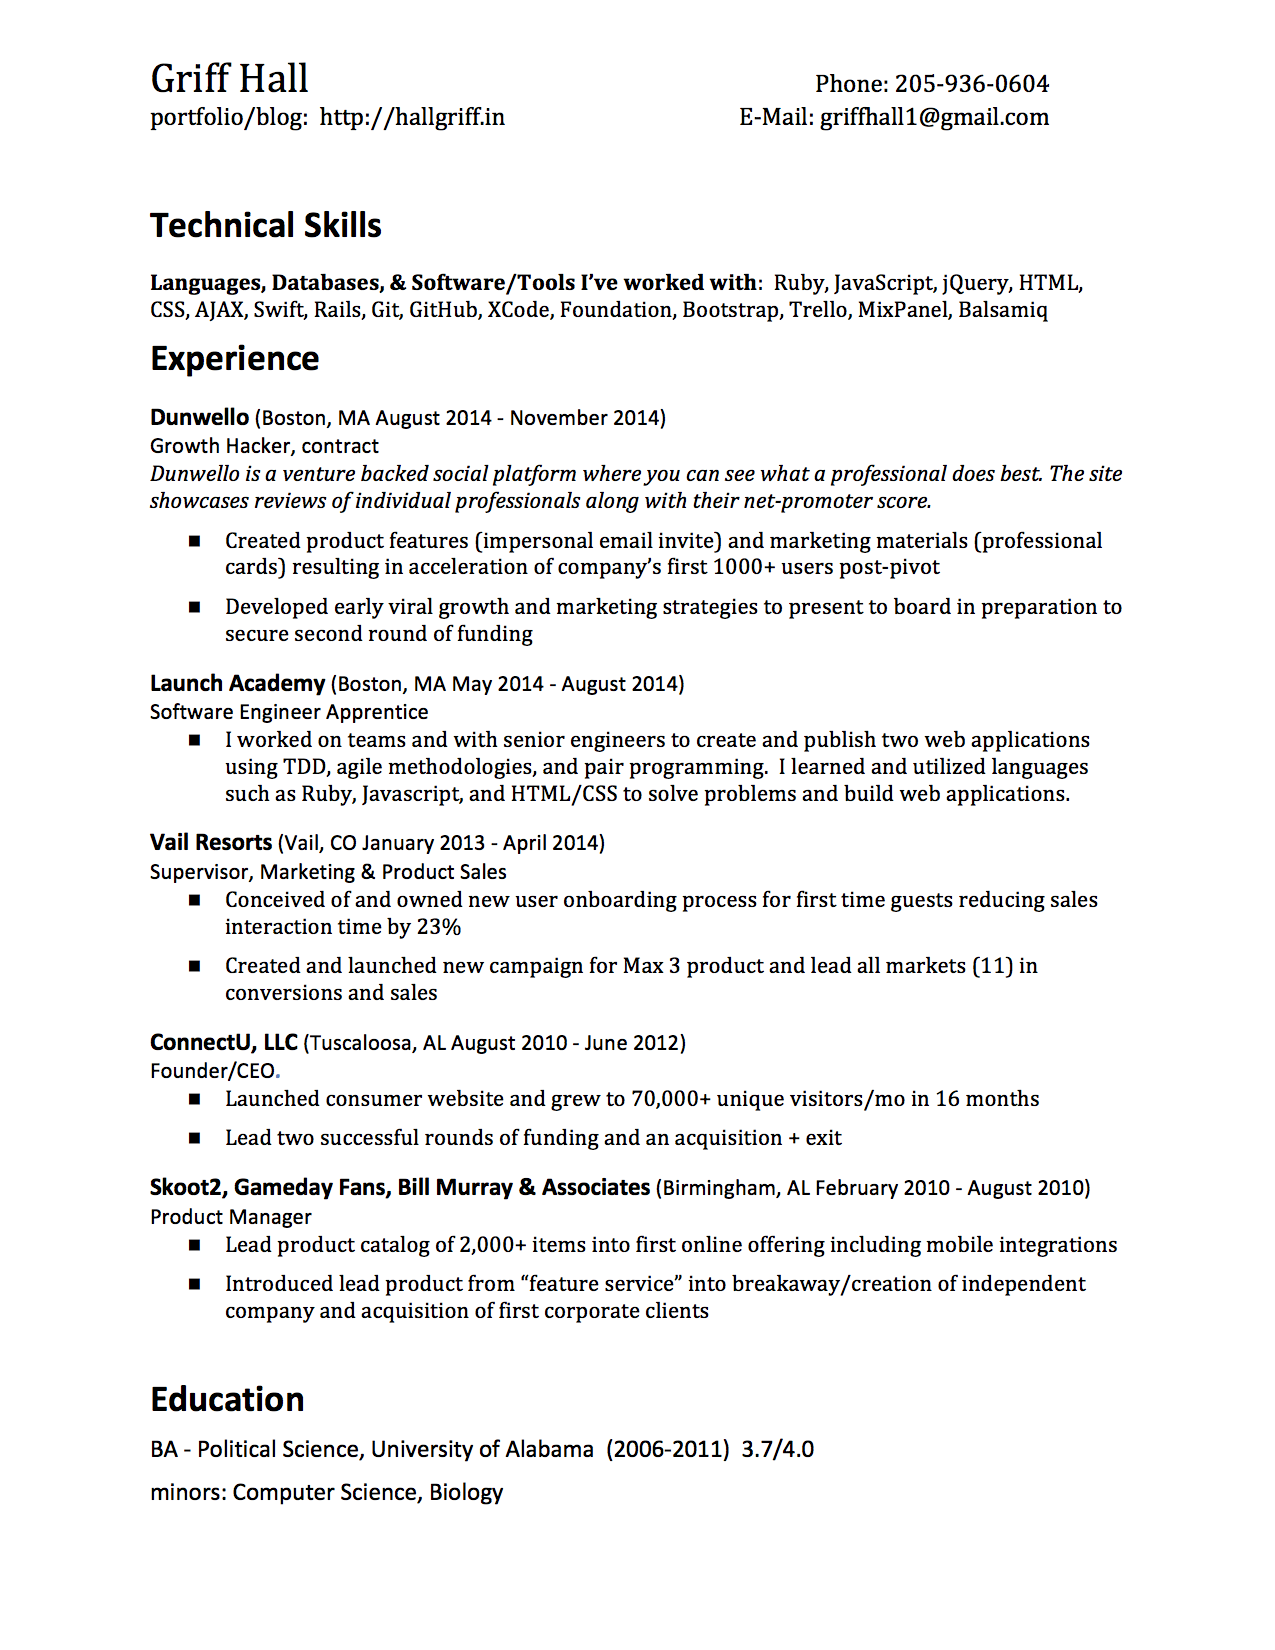 Griff Hall Phone: 205-936-0604
portfolio/blog:  http://hallgriff.in E-Mail: griffhall1@gmail.com
Technical Skills
Languages, Databases, & Software/Tools I’ve worked with:  Ruby, JavaScript, jQuery, HTML,
CSS, AJAX, Swift, Rails, Git, GitHub, XCode, Foundation, Bootstrap, Trello, MixPanel, Balsamiq
Experience
Dunwello (Boston, MA August 2014 - November 2014)
Growth Hacker, contract
Dunwello is a venture backed social platform where you can see what a professional does best. The site
showcases reviews of individual professionals along with their net-promoter score.
■ Created product features (impersonal email invite) and marketing materials (professional
cards) resulting in acceleration of company’s first 1000+ users post-pivot
■ Developed early viral growth and marketing strategies to present to board in preparation to
secure second round of funding
Launch Academy (Boston, MA May 2014 - August 2014)
Software Engineer Apprentice
■ I worked on teams and with senior engineers to create and publish two web applications
using TDD, agile methodologies, and pair programming.  I learned and utilized languages
such as Ruby, Javascript, and HTML/CSS to solve problems and build web applications.
Vail Resorts (Vail, CO January 2013 - April 2014)
Supervisor, Marketing & Product Sales
■ Conceived of and owned new user onboarding process for first time guests reducing sales
interaction time by 23%
■ Created and launched new campaign for Max 3 product and lead all markets (11) in
conversions and sales
ConnectU, LLC (Tuscaloosa, AL August 2010 - June 2012)
Founder/CEO.
■ Launched consumer website and grew to 70,000+ unique visitors/mo in 16 months
■ Lead two successful rounds of funding and an acquisition + exit
Skoot2, Gameday Fans, Bill Murray & Associates (Birmingham, AL February 2010 - August 2010)
Product Manager
■ Lead product catalog of 2,000+ items into first online offering including mobile integrations
■ Introduced lead product from “feature service” into breakaway/creation of independent
company and acquisition of first corporate clients
Education
BA - Political Science, University of Alabama  (2006-2011)  3.7/4.0
minors: Computer Science, Biology